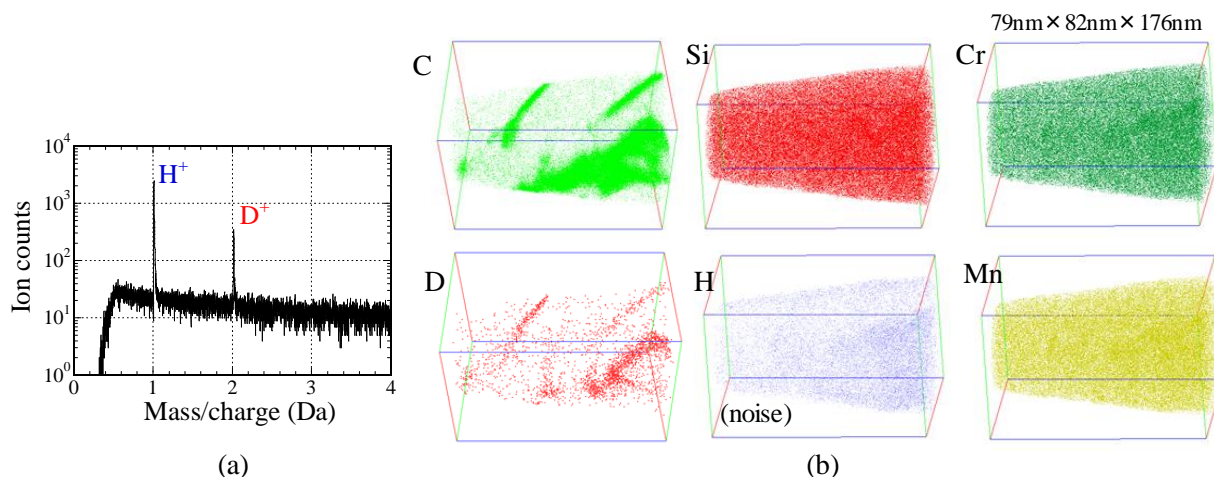 79nm×82nm×176nm
C
Si
Cr
10⁴
10³
10²
10¹
10⁰
Ion counts
H⁺
D⁺
0
1
2
3
4
Mass/charge (Da)
D
H
(noise)
Mn
(a)
(b)